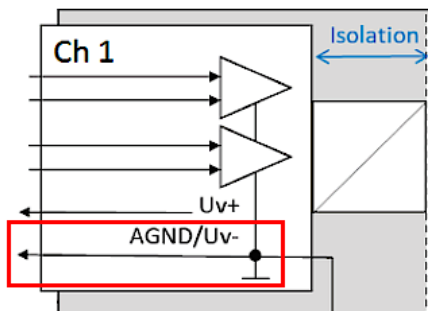 Isolation
Ch 1
Uv+
AGND/Uv-